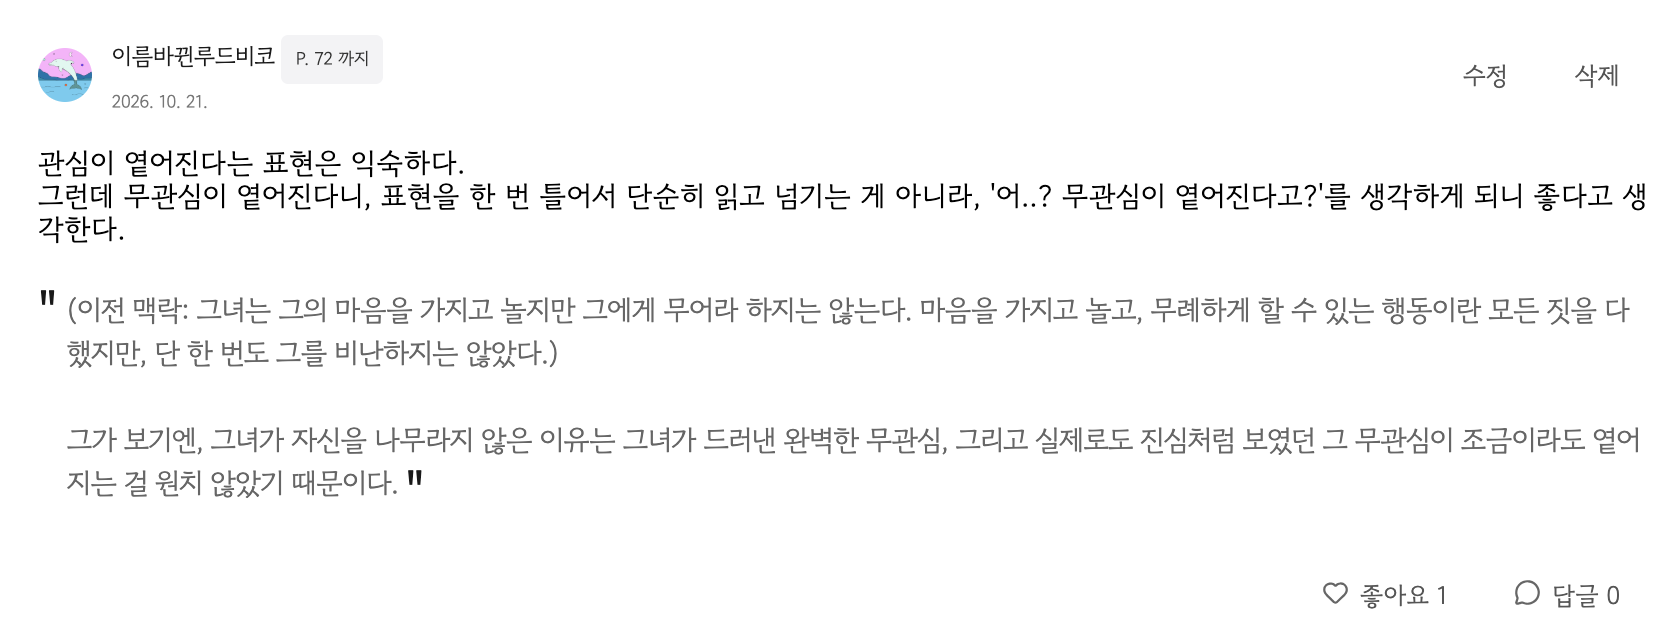 이름바뀐루드비코 P. 72 까지
2026. 10. 21.
수정 삭제
관심이 옅어진다는 표현은 익숙하다.
그런데 무관심이 옅어진다니, 표현을 한 번 틀어서 단순히 읽고 넘기는 게 아니라, '어..? 무관심이 옅어진다고?'를 생각하게 되니 좋다고 생
각한다.
" (이전 맥락: 그녀는 그의 마음을 가지고 놀지만 그에게 무어라 하지는 않는다. 마음을 가지고 놀고, 무례하게 할 수 있는 행동이란 모든 짓을 다
했지만, 단 한 번도 그를 비난하지는 않았다.)
그가 보기엔, 그녀가 자신을 나무라지 않은 이유는 그녀가 드러낸 완벽한 무관심, 그리고 실제로도 진심처럼 보였던 그 무관심이 조금이라도 옅어
지는 걸 원치 않았기 때문이다. "
좋아요 1 답글 0